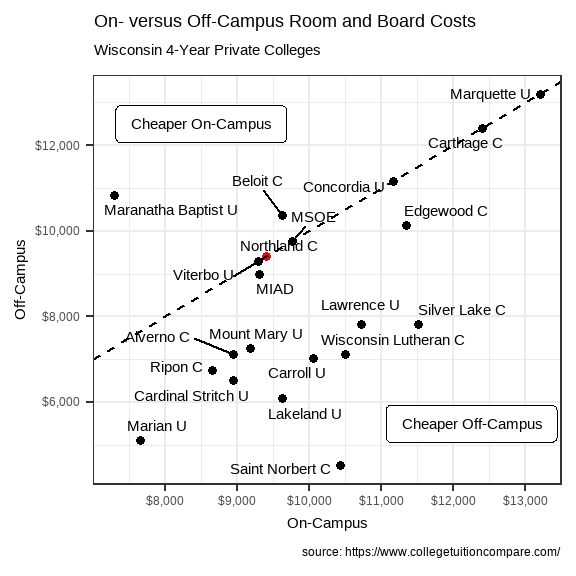 On- versus Off-Campus Room and Board Costs
Wisconsin 4-Year Private Colleges
Marquette U
Cheaper On-Campus
Carthage C
$12,000
Beloit C
Concordia U
Maranatha Baptist U
MSOE
Edgewood C
$10,000
Northland C
Viterbo U
MIAD
Off-Campus
Lawrence U
Silver Lake C
$8,000
Alverno C
Mount Mary U
Wisconsin Lutheran C
Ripon C
Carroll U
Cardinal Stritch U
$6,000
Lakeland U
Cheaper Off-Campus
Marian U
Saint Norbert C
$8,000 $9,000 $10,000 $11,000 $12,000 $13,000
On-Campus
source: https://www.collegetuitioncompare.com/